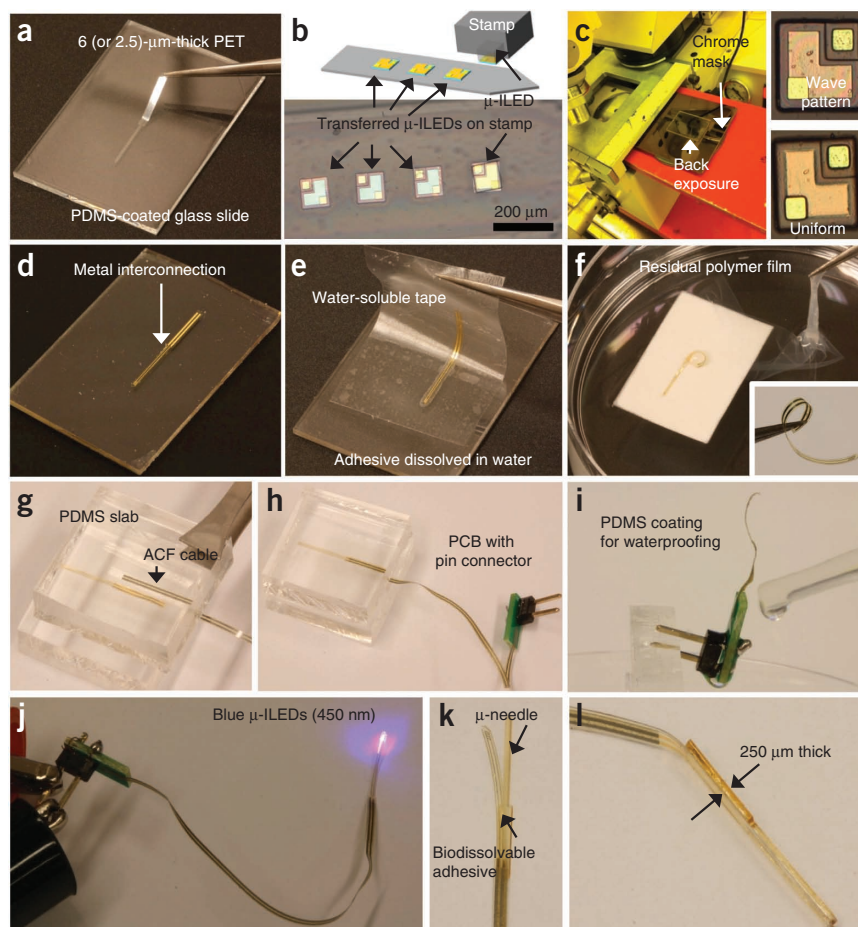 a
6 (or 2.5)-μm-thick PET
PDMS-coated glass slide
b
Stamp
μ-ILED
Transferred μ-ILEDs on stamp
200 μm
c
Chrome
mask
Back
exposure
Wave
pattern
Uniform
d
Metal interconnection
e
Water-soluble tape
Adhesive dissolved in water
f
Residual polymer film
g
PDMS slab
ACF cable
h
PCB with
pin connector
i
PDMS coating
for waterproofing
j
Blue μ-ILEDs (450 nm)
k
μ-needle
Biodissolvable
adhesive
l
250 μm thick